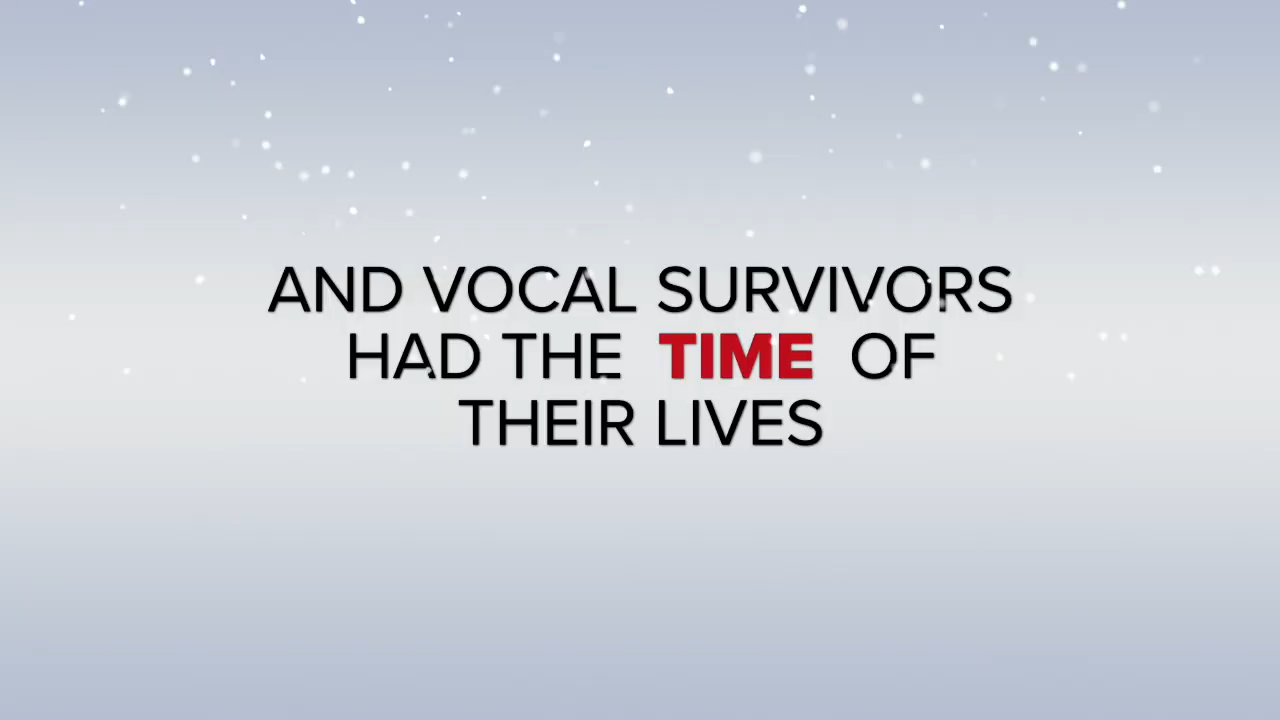 AND VOCAL SURVIVORS
HAD THE TIME OF
THEIR LIVES